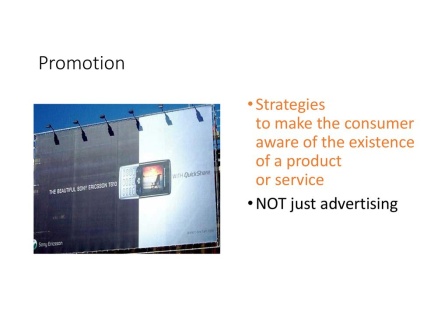 Promotion
• Strategies
to make the consumer
aware of the existence
of a product
or service
• NOT just advertising
THE BEAUTIFUL SONY ERICSSON
WITH QuickShare
Sony Ericsson